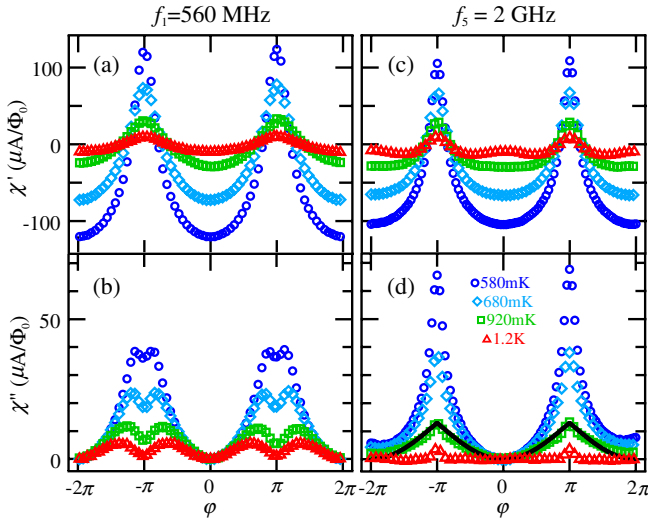 f₁=560 MHz
f₅ = 2 GHz
(a)
(c)
100
0
-100
χ' (μA/Φ₀)
(b)
(d)
580mK
680mK
920mK
1.2K
50
0
χ'' (μA/Φ₀)
-2π -π 0 π 2π
-2π -π 0 π 2π
φ
φ